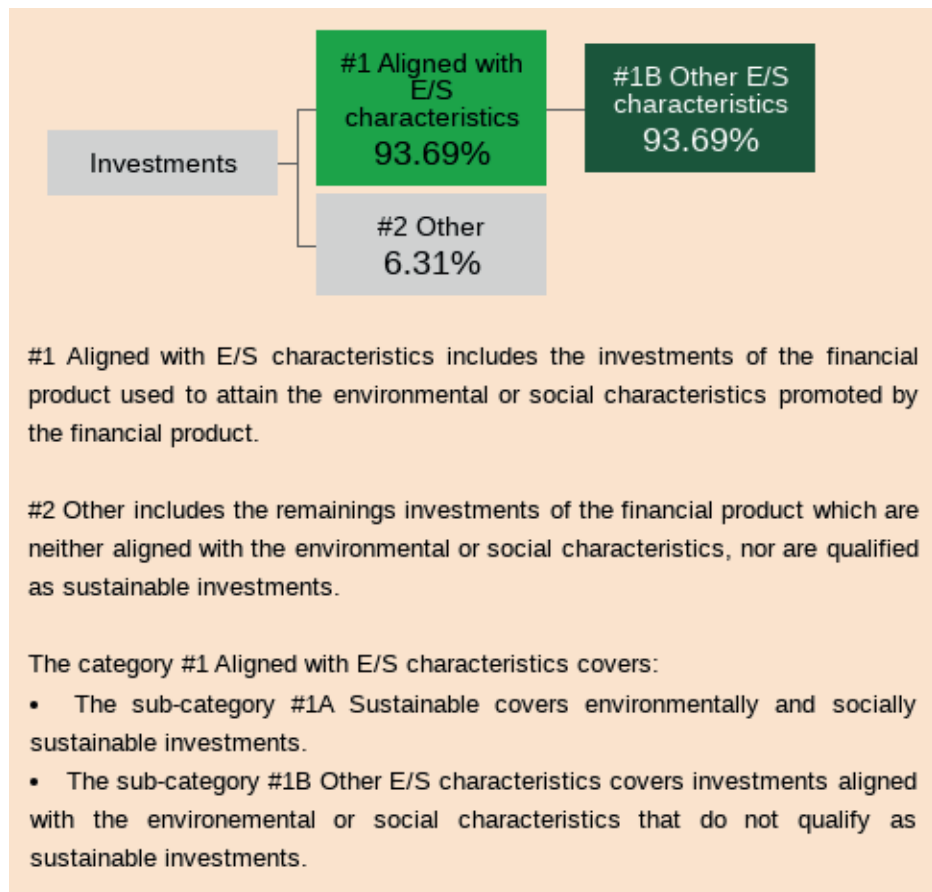 #1 Aligned with
E/S
characteristics
93.69%
#1B Other E/S
characteristics
93.69%
Investments
#2 Other
6.31%
#1 Aligned with E/S characteristics includes the investments of the financial
product used to attain the environmental or social characteristics promoted by
the financial product.
#2 Other includes the remainings investments of the financial product which are
neither aligned with the environmental or social characteristics, nor are qualified
as sustainable investments.
The category #1 Aligned with E/S characteristics covers:
• The sub-category #1A Sustainable covers environmentally and socially
sustainable investments.
• The sub-category #1B Other E/S characteristics covers investments aligned
with the environemental or social characteristics that do not qualify as
sustainable investments.